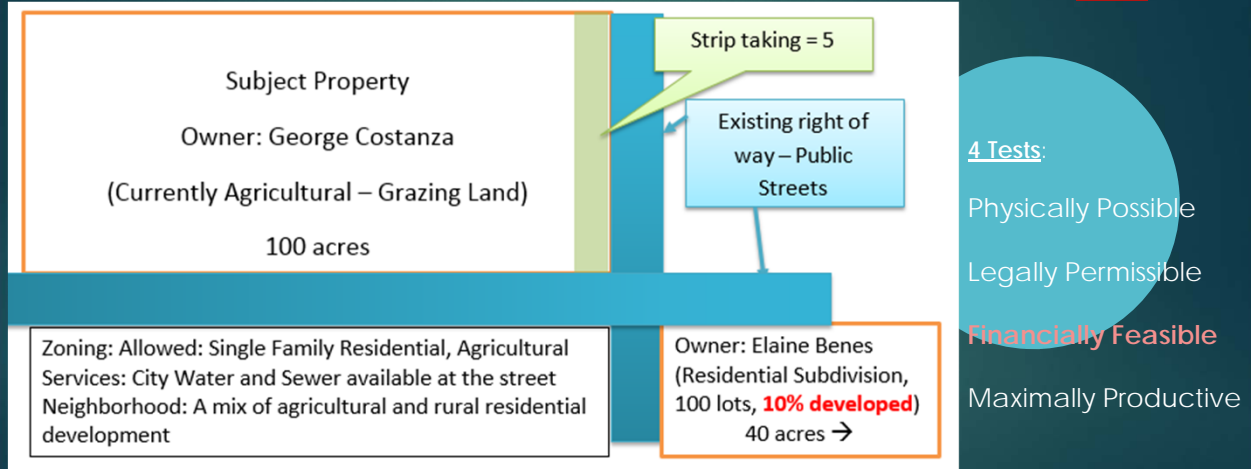 Subject Property
Owner: George Costanza
(Currently Agricultural – Grazing Land)
100 acres
Strip taking = 5
Existing right of
way – Public
Streets
Zoning: Allowed: Single Family Residential, Agricultural
Services: City Water and Sewer available at the street
Neighborhood: A mix of agricultural and rural residential
development
Owner: Elaine Benes
(Residential Subdivision,
100 lots, 10% developed)
40 acres →
4 Tests:
Physically Possible
Legally Permissible
Financially Feasible
Maximally Productive